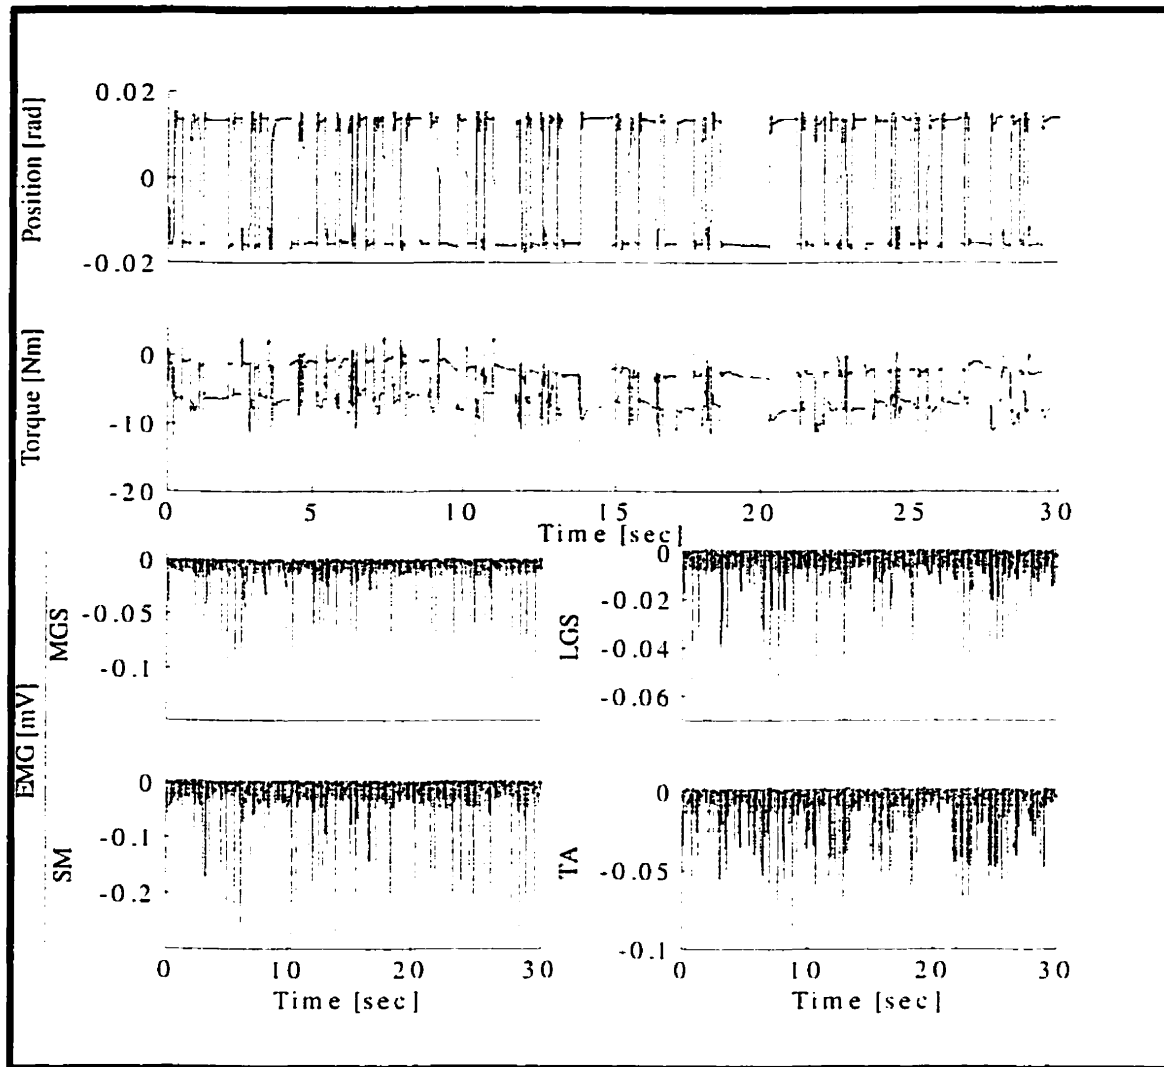 Position [rad]
0.02
0
-0.02
Torque [Nm]
0
-10
-20
0 5 10 15 20 25 30
Time [sec]
EMG [mV]
MGS
0
-0.05
-0.1
LGS
0
-0.02
-0.04
-0.06
SM
0
-0.1
-0.2
0 10 20 30
Time [sec]
TA
0
-0.05
-0.1
0 10 20 30
Time [sec]